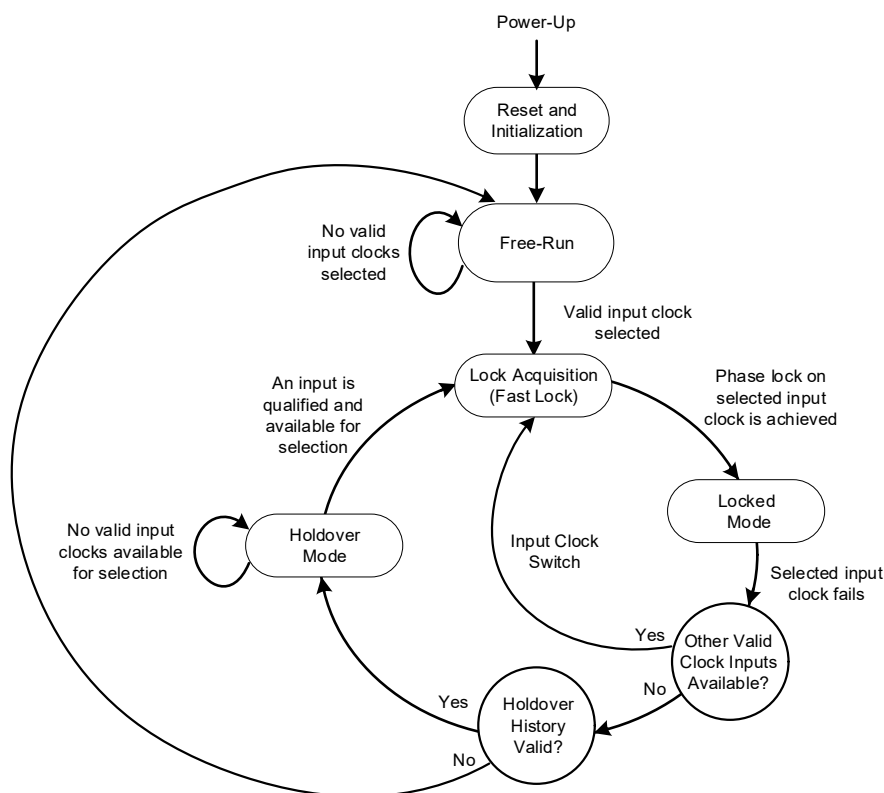 Power-Up
Reset and
Initialization
No valid
input clocks
selected
Free-Run
Valid input clock
selected
An input is
qualified and
available for
selection
Lock Acquisition
(Fast Lock)
Phase lock on
selected input
clock is achieved
No valid input
clocks available
for selection
Holdover
Mode
Input Clock
Switch
Locked
Mode
Selected input
clock fails
Yes
Other Valid
Clock Inputs
Available?
No
Yes
Holdover
History
Valid?
No